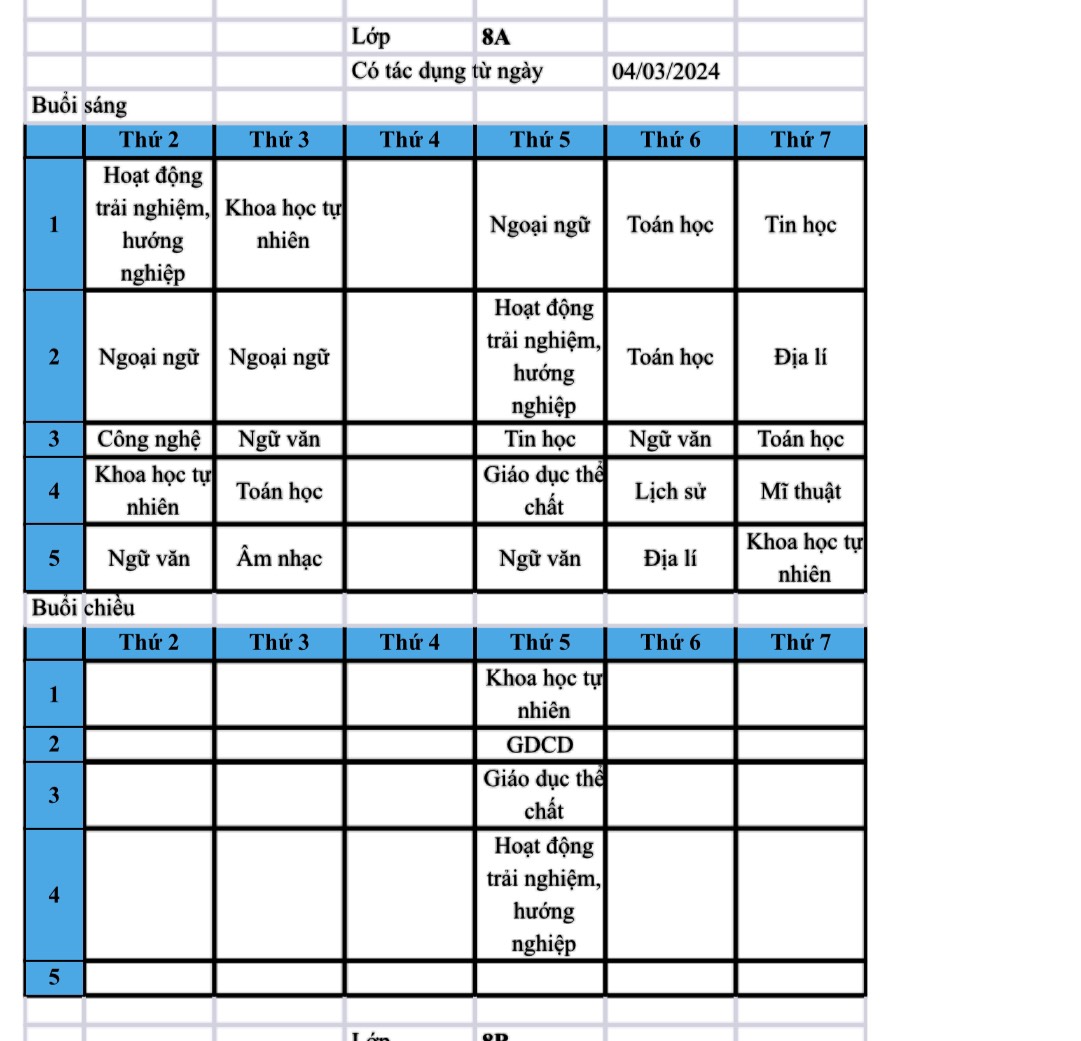 Lớp 8A
Có tác dụng từ ngày 04/03/2024
Buổi sáng
Thứ 2 Thứ 3 Thứ 4 Thứ 5 Thứ 6 Thứ 7
1 Hoạt động trải nghiệm, hướng nghiệp Khoa học tự nhiên Ngoại ngữ Toán học Tin học
2 Ngoại ngữ Ngoại ngữ Hoạt động trải nghiệm, hướng nghiệp Toán học Địa lí
3 Công nghệ Ngữ văn Tin học Ngữ văn Toán học
4 Khoa học tự nhiên Toán học Giáo dục thể chất Lịch sử Mĩ thuật
5 Ngữ văn Âm nhạc Ngữ văn Địa lí Khoa học tự nhiên
Buổi chiều
Thứ 2 Thứ 3 Thứ 4 Thứ 5 Thứ 6 Thứ 7
1 Khoa học tự nhiên
2 GDCD
3 Giáo dục thể chất
4 Hoạt động trải nghiệm, hướng nghiệp
5
Lớp 8B